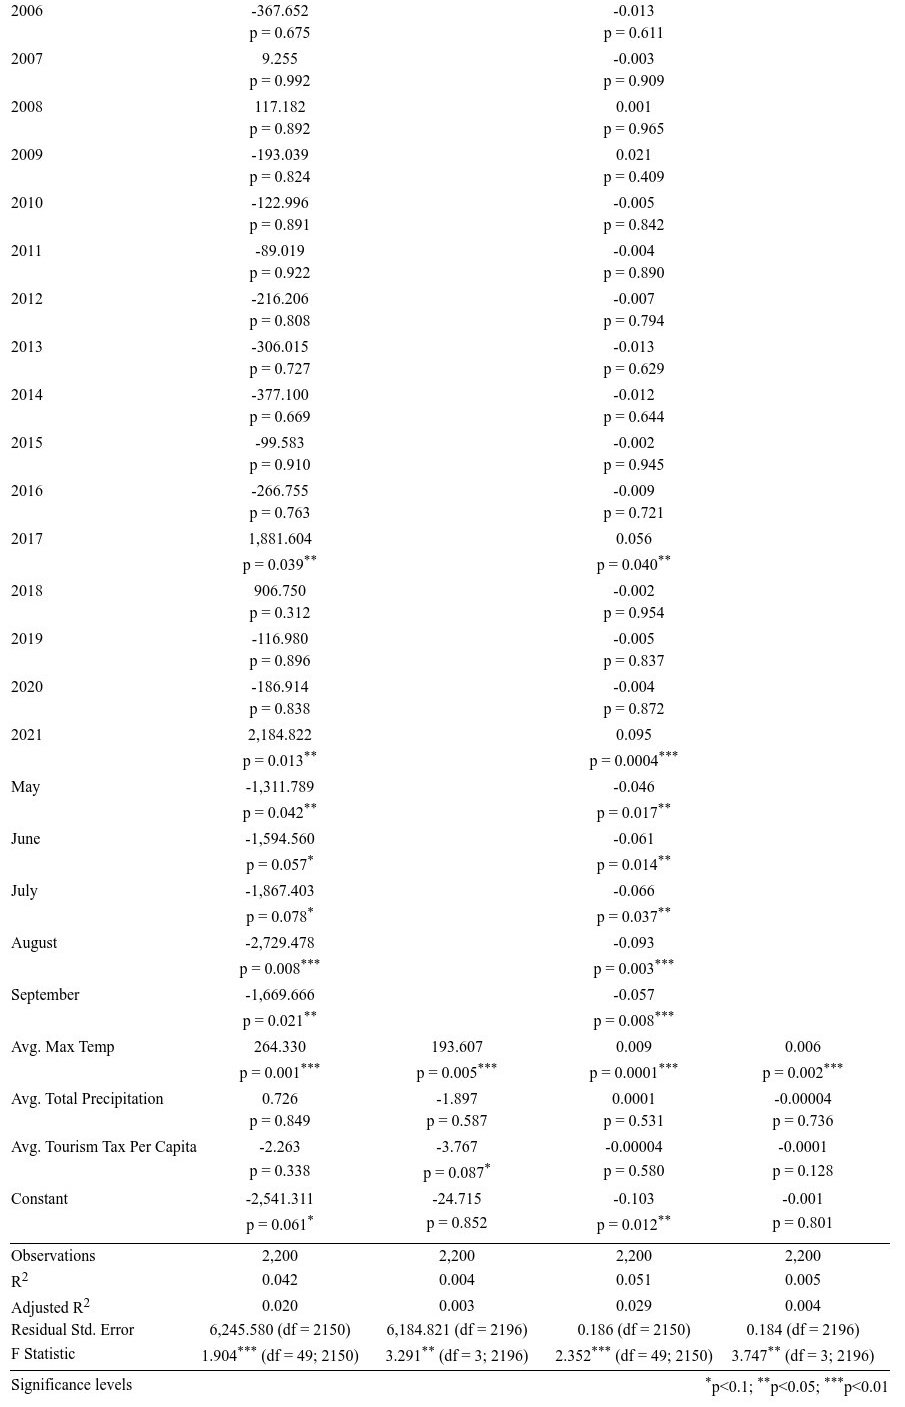 2006 -367.652 -0.013
p = 0.675 p = 0.611
2007 9.255 -0.003
p = 0.992 p = 0.909
2008 117.182 0.001
p = 0.892 p = 0.965
2009 -193.039 0.021
p = 0.824 p = 0.409
2010 -122.996 -0.005
p = 0.891 p = 0.842
2011 -89.019 -0.004
p = 0.922 p = 0.890
2012 -216.206 -0.007
p = 0.808 p = 0.794
2013 -306.015 -0.013
p = 0.727 p = 0.629
2014 -377.100 -0.012
p = 0.669 p = 0.644
2015 -99.583 -0.002
p = 0.910 p = 0.945
2016 -266.755 -0.009
p = 0.763 p = 0.721
2017 1,881.604 0.056
p = 0.039** p = 0.040**
2018 906.750 -0.002
p = 0.312 p = 0.954
2019 -116.980 -0.005
p = 0.896 p = 0.837
2020 -186.914 -0.004
p = 0.838 p = 0.872
2021 2,184.822 0.095
p = 0.013** p = 0.0004***
May -1,311.789 -0.046
p = 0.042** p = 0.017**
June -1,594.560 -0.061
p = 0.057* p = 0.014**
July -1,867.403 -0.066
p = 0.078* p = 0.037**
August -2,729.478 -0.093
p = 0.008*** p = 0.003***
September -1,669.666 -0.057
p = 0.021** p = 0.008***
Avg. Max Temp 264.330 193.607 0.009 0.006
p = 0.001*** p = 0.005*** p = 0.0001*** p = 0.002***
Avg. Total Precipitation 0.726 -1.897 0.0001 -0.00004
p = 0.849 p = 0.587 p = 0.531 p = 0.736
Avg. Tourism Tax Per Capita -2.263 -3.767 -0.00004 -0.0001
p = 0.338 p = 0.087* p = 0.580 p = 0.128
Constant -2,541.311 -24.715 -0.103 -0.001
p = 0.061* p = 0.852 p = 0.012** p = 0.801
Observations 2,200 2,200 2,200 2,200
R2 0.042 0.004 0.051 0.005
Adjusted R2 0.020 0.003 0.029 0.004
Residual Std. Error 6,245.580 (df = 2150) 6,184.821 (df = 2196) 0.186 (df = 2150) 0.184 (df = 2196)
F Statistic 1.904*** (df = 49; 2150) 3.291** (df = 3; 2196) 2.352*** (df = 49; 2150) 3.747** (df = 3; 2196)
Significance levels *p<0.1; **p<0.05; ***p<0.01